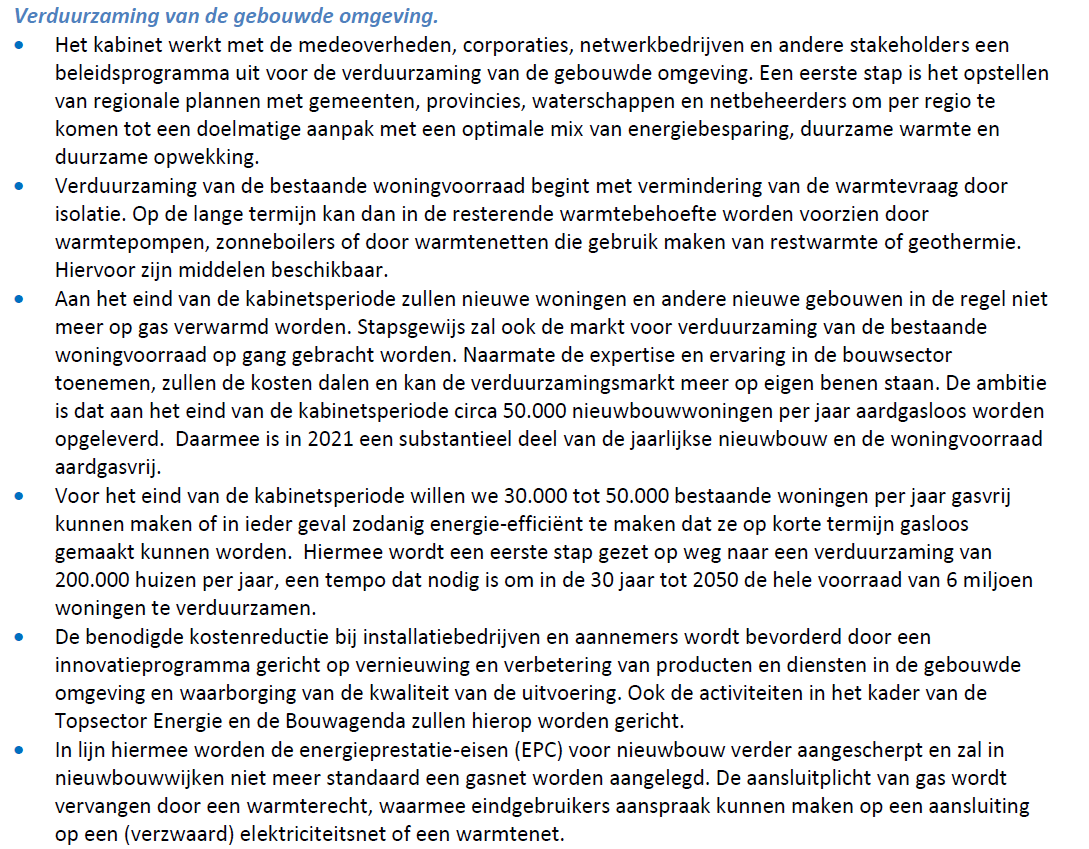 Verduurzaming van de gebouwde omgeving.
• Het kabinet werkt met de medeoverheden, corporaties, netwerkbedrijven en andere stakeholders een
beleidsprogramma uit voor de verduurzaming van de gebouwde omgeving. Een eerste stap is het opstellen
van regionale plannen met gemeenten, provincies, waterschappen en netbeheerders om per regio te
komen tot een doelmatige aanpak met een optimale mix van energiebesparing, duurzame warmte en
duurzame opwekking.
• Verduurzaming van de bestaande woningvoorraad begint met vermindering van de warmtevraag door
isolatie. Op de lange termijn kan dan in de resterende warmtebehoefte worden voorzien door
warmtepompen, zonneboilers of door warmtenetten die gebruik maken van restwarmte of geothermie.
Hiervoor zijn middelen beschikbaar.
• Aan het eind van de kabinetsperiode zullen nieuwe woningen en andere nieuwe gebouwen in de regel niet
meer op gas verwarmd worden. Stapsgewijs zal ook de markt voor verduurzaming van de bestaande
woningvoorraad op gang gebracht worden. Naarmate de expertise en ervaring in de bouwsector
toenemen, zullen de kosten dalen en kan de verduurzamingsmarkt meer op eigen benen staan. De ambitie
is dat aan het eind van de kabinetsperiode circa 50.000 nieuwbouwwoningen per jaar aardgasloos worden
opgeleverd.  Daarmee is in 2021 een substantieel deel van de jaarlijkse nieuwbouw en de woningvoorraad
aardgasvrij.
• Voor het eind van de kabinetsperiode willen we 30.000 tot 50.000 bestaande woningen per jaar gasvrij
kunnen maken of in ieder geval zodanig energie-efficiënt te maken dat ze op korte termijn gasloos
gemaakt kunnen worden.  Hiermee wordt een eerste stap gezet op weg naar een verduurzaming van
200.000 huizen per jaar, een tempo dat nodig is om in de 30 jaar tot 2050 de hele voorraad van 6 miljoen
woningen te verduurzamen.
• De benodigde kostenreductie bij installatiebedrijven en aannemers wordt bevorderd door een
innovatieprogramma gericht op vernieuwing en verbetering van producten en diensten in de gebouwde
omgeving en waarborging van de kwaliteit van de uitvoering. Ook de activiteiten in het kader van de
Topsector Energie en de Bouwagenda zullen hierop worden gericht.
• In lijn hiermee worden de energieprestatie-eisen (EPC) voor nieuwbouw verder aangescherpt en zal in
nieuwbouwwijken niet meer standaard een gasnet worden aangelegd. De aansluitplicht van gas wordt
vervangen door een warmterecht, waarmee eindgebruikers aanspraak kunnen maken op een aansluiting
op een (verzwaard) elektriciteitsnet of een warmtenet.